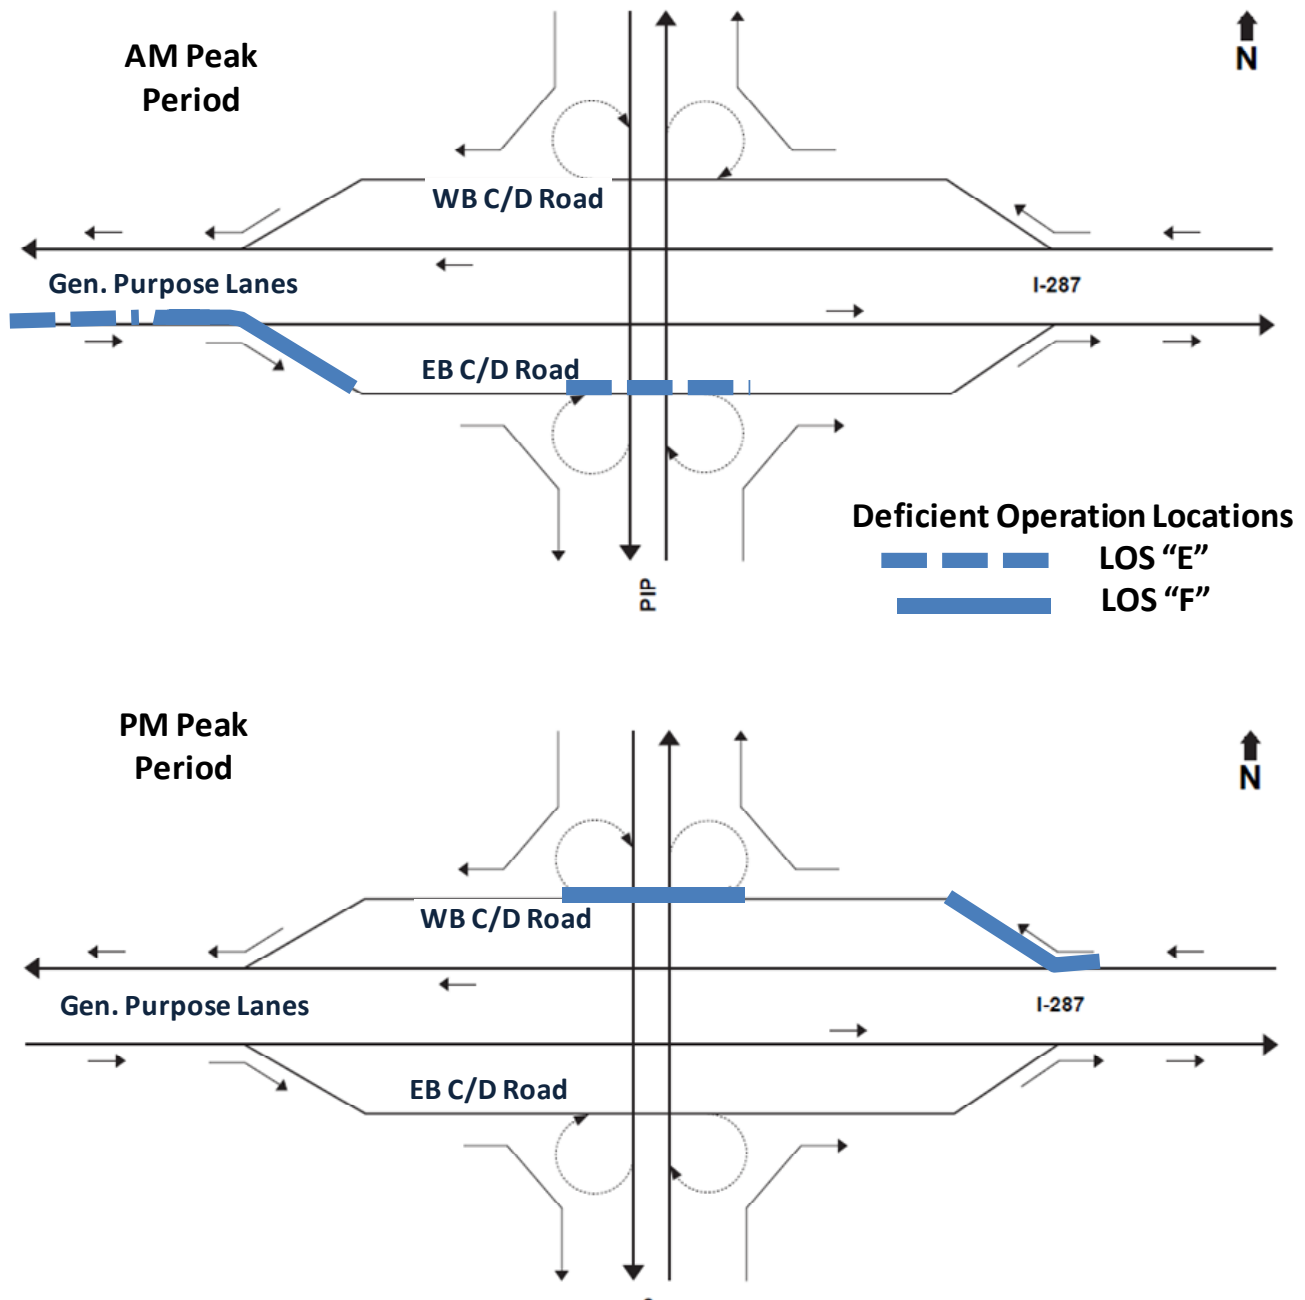 AM Peak
Period
N
WB C/D Road
Gen. Purpose Lanes
I-287
EB C/D Road
Deficient Operation Locations
LOS “E”
LOS “F”
PIP
PM Peak
Period
N
WB C/D Road
Gen. Purpose Lanes
I-287
EB C/D Road